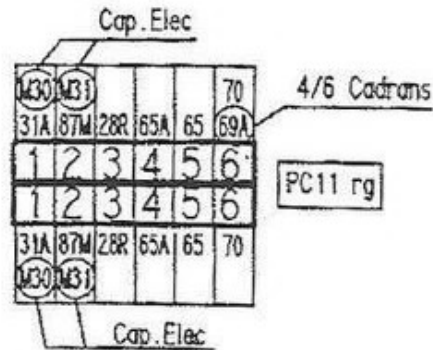 Cap.Elec
M30 M31 70 4/6 Cadrans
31A 87M 28R 65A 65 69A
1 2 3 4 5 6
PC11 rg
1 2 3 4 5 6
31A 87M 28R 65A 65 70
M30 M31
Cap.Elec